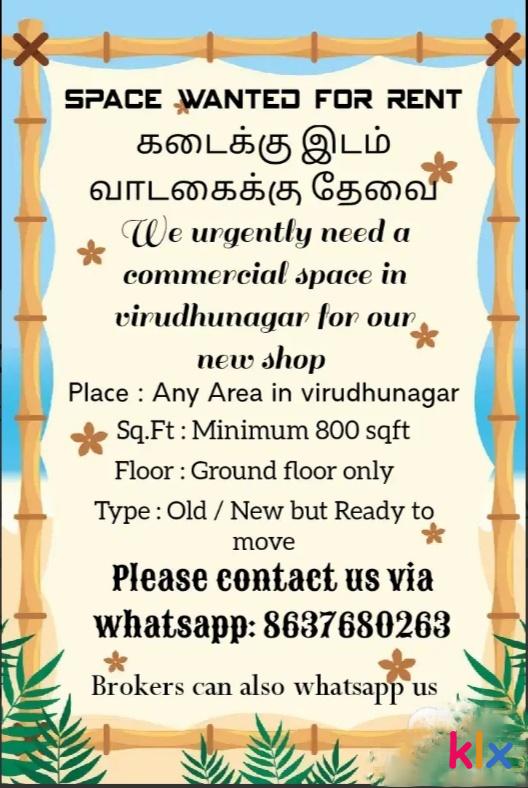 SPACE WANTED FOR RENT
கடைக்கு இடம்
வாடகைக்கு தேவை
We urgently need a
commercial space in
virudhunagar for our
new shop
Place : Any Area in virudhunagar
Sq.Ft : Minimum 800 sqft
Floor : Ground floor only
Type : Old / New but Ready to
move
Please contact us via
whatsapp: 8637680263
Brokers can also whatsapp us
klx